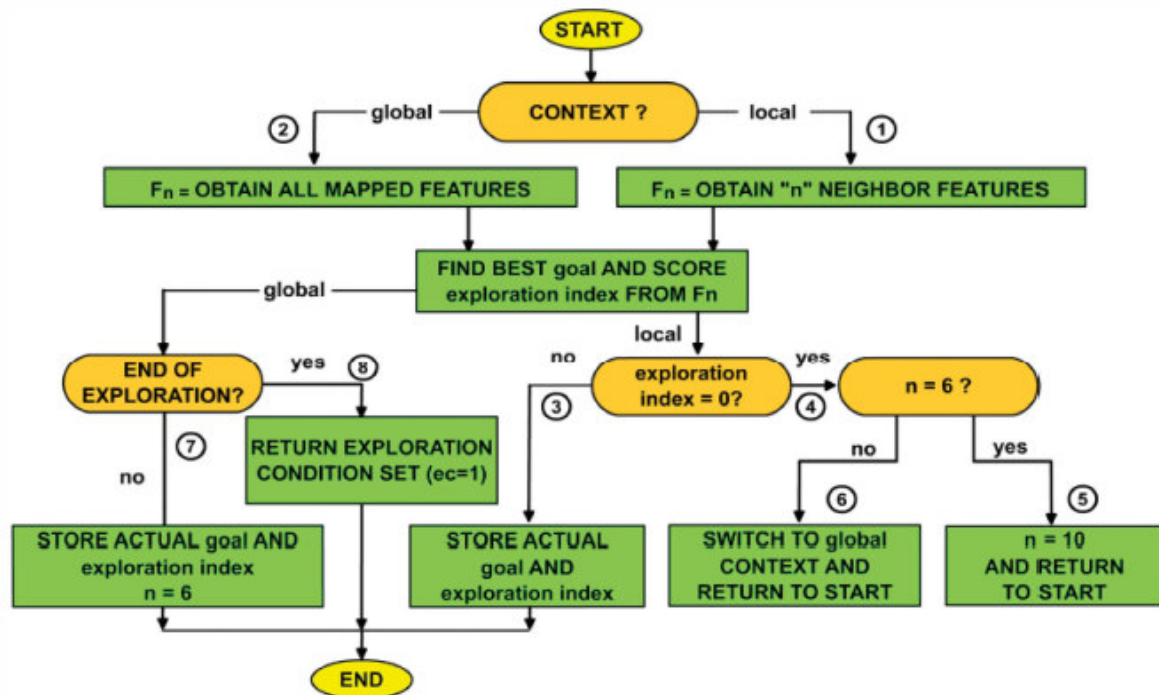 START
CONTEXT ?
global
local
2
1
Fn = OBTAIN ALL MAPPED FEATURES
Fn = OBTAIN "n" NEIGHBOR FEATURES
FIND BEST goal AND SCORE
exploration index FROM Fn
global
local
END OF
EXPLORATION?
yes
8
no
exploration
index = 0?
yes
n = 6 ?
3
4
7
no
RETURN EXPLORATION
CONDITION SET (ec=1)
no
yes
6
5
STORE ACTUAL goal AND
exploration index
n = 6
STORE ACTUAL
goal AND
exploration index
SWITCH TO global
CONTEXT AND
RETURN TO START
n = 10
AND RETURN
TO START
END